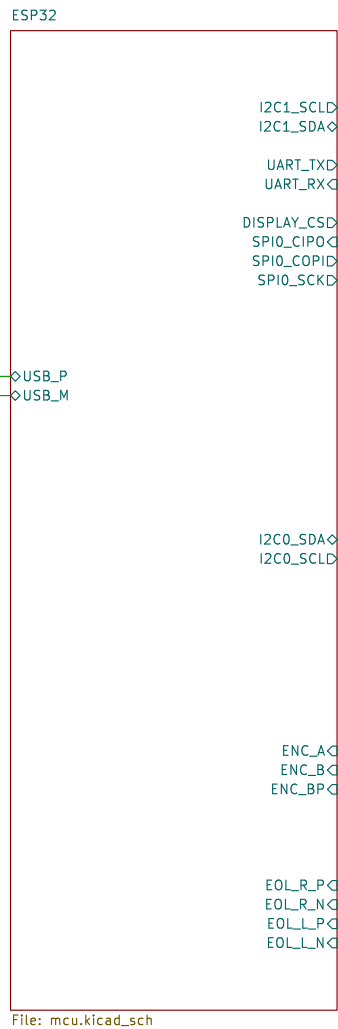 ESP32
I2C1_SCL
I2C1_SDA
UART_TX
UART_RX
DISPLAY_CS
SPI0_CIPO
SPI0_COPI
SPI0_SCK
USB_P
USB_M
I2C0_SDA
I2C0_SCL
ENC_A
ENC_B
ENC_BP
EOL_R_P
EOL_R_N
EOL_L_P
EOL_L_N
File: mcu.kicad_sch